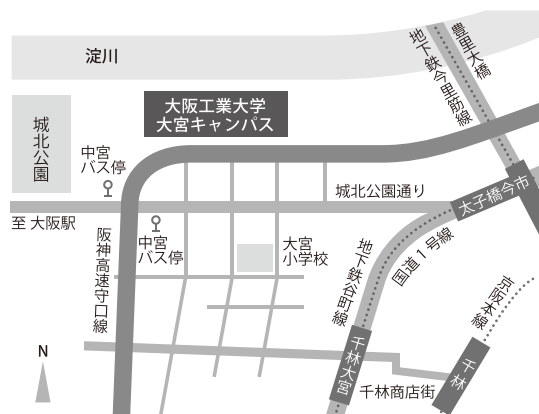 淀川
地下鉄今里筋線
豊里大橋
大阪工業大学
大宮キャンパス
城北公園
中宮
バス停
城北公園通り
太子橋今市
至 大阪駅
中宮
バス停
大宮
小学校
阪神高速守口線
地下鉄谷町線
国道1号線
京阪本線
N
千林大宮
千林商店街
千林